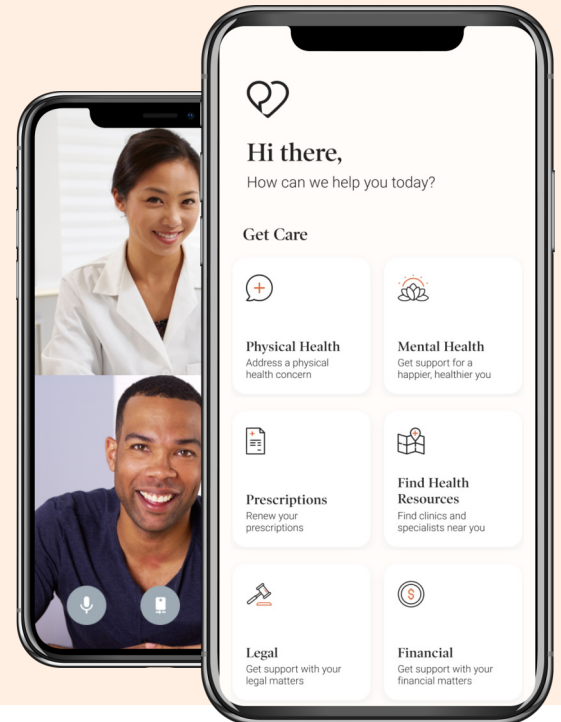 Hi there,
How can we help you today?
Get Care
Physical Health
Address a physical
health concern
Mental Health
Get support for a
happier, healthier you
Prescriptions
Renew your
prescriptions
Find Health
Resources
Find clinics and
specialists near you
Legal
Get support with your
legal matters
Financial
Get support with your
financial matters